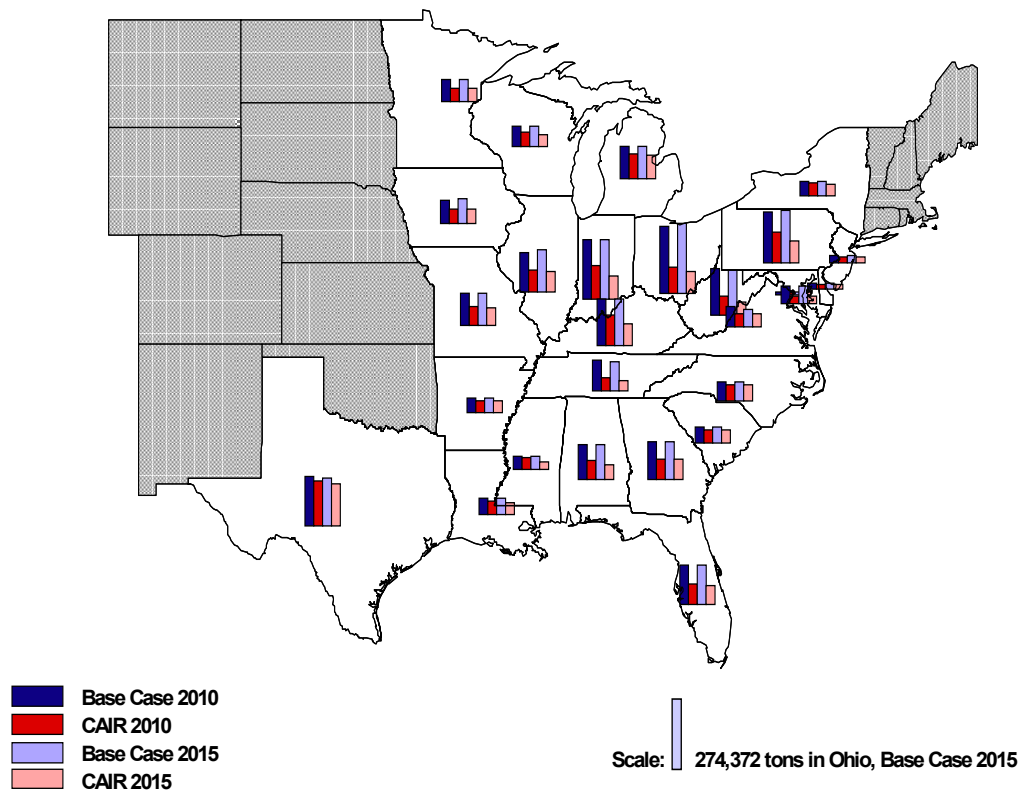 Base Case 2010
CAIR 2010
Base Case 2015
CAIR 2015
Scale: 274,372 tons in Ohio, Base Case 2015